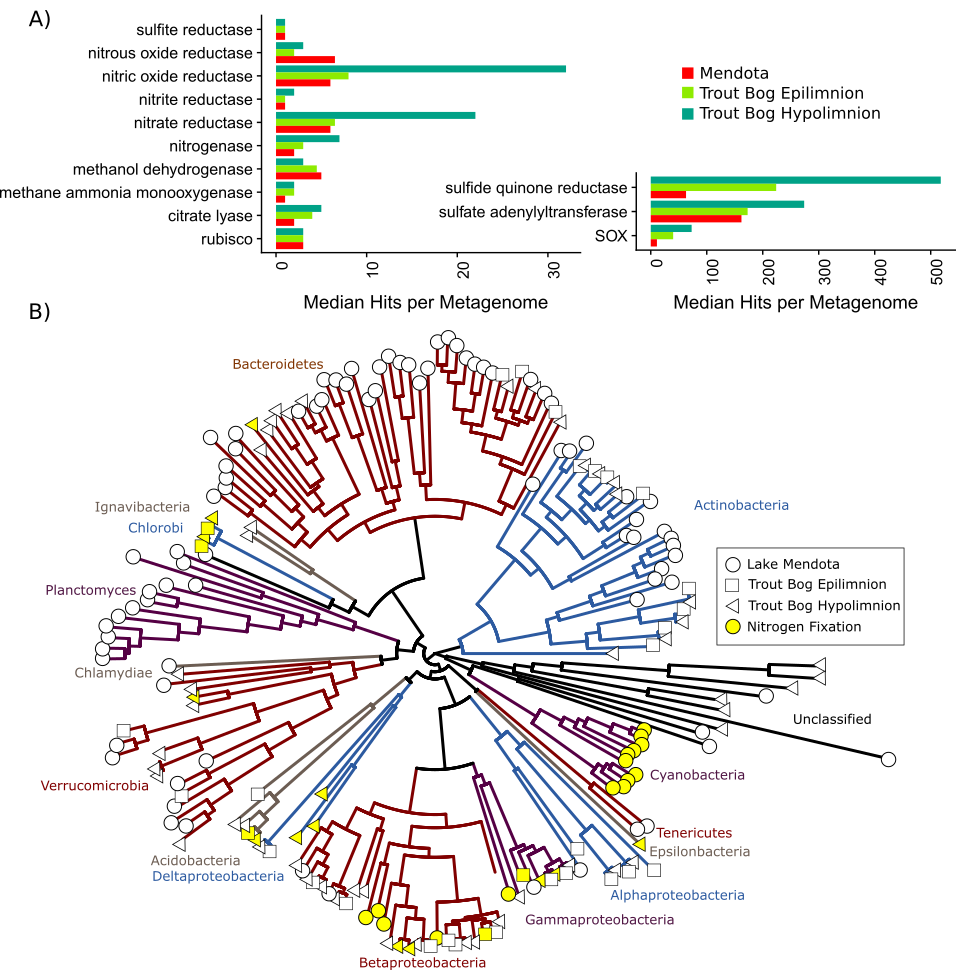 A)
sulfite reductase
nitrous oxide reductase
nitric oxide reductase
nitrite reductase
nitrate reductase
nitrogenase
methanol dehydrogenase
methane ammonia monooxygenase
citrate lyase
rubisco
0 10 20 30
Median Hits per Metagenome
Mendota
Trout Bog Epilimnion
Trout Bog Hypolimnion
sulfide quinone reductase
sulfate adenylyltransferase
SOX
0 100 200 300 400 500
Median Hits per Metagenome
B)
Bacteroidetes
Ignavibacteria
Chlorobi
Planctomyces
Chlamydiae
Verrucomicrobia
Acidobacteria
Deltaproteobacteria
Betaproteobacteria
Gammaproteobacteria
Alphaproteobacteria
Epsilonbacteria
Tenericutes
Cyanobacteria
Unclassified
Actinobacteria
Lake Mendota
Trout Bog Epilimnion
Trout Bog Hypolimnion
Nitrogen Fixation